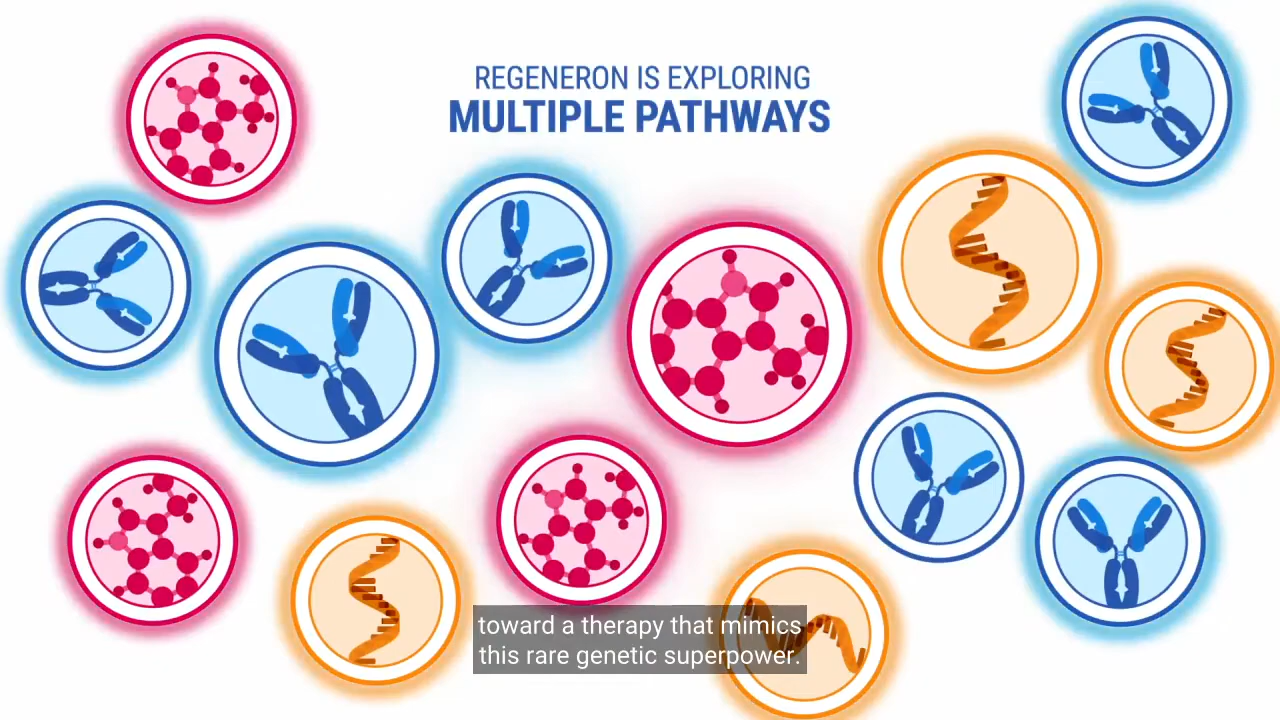 REGENERON IS EXPLORING
MULTIPLE PATHWAYS
toward a therapy that mimics
this rare genetic superpower.